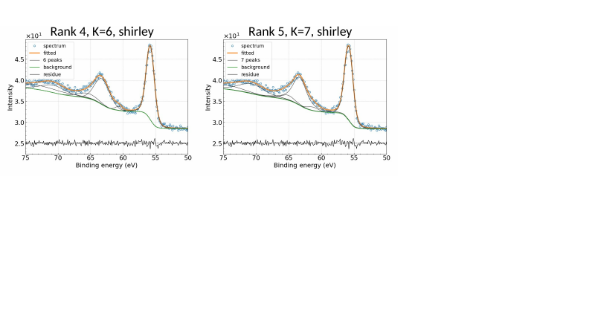 Rank 4, K=6, shirley
×10³
spectrum
fitted
6 peaks
background
residue
4.5
4.0
3.5
3.0
2.5
Intensity
75 70 65 60 55 50
Binding energy (eV)
Rank 5, K=7, shirley
×10³
spectrum
fitted
7 peaks
background
residue
4.5
4.0
3.5
3.0
2.5
Intensity
75 70 65 60 55 50
Binding energy (eV)